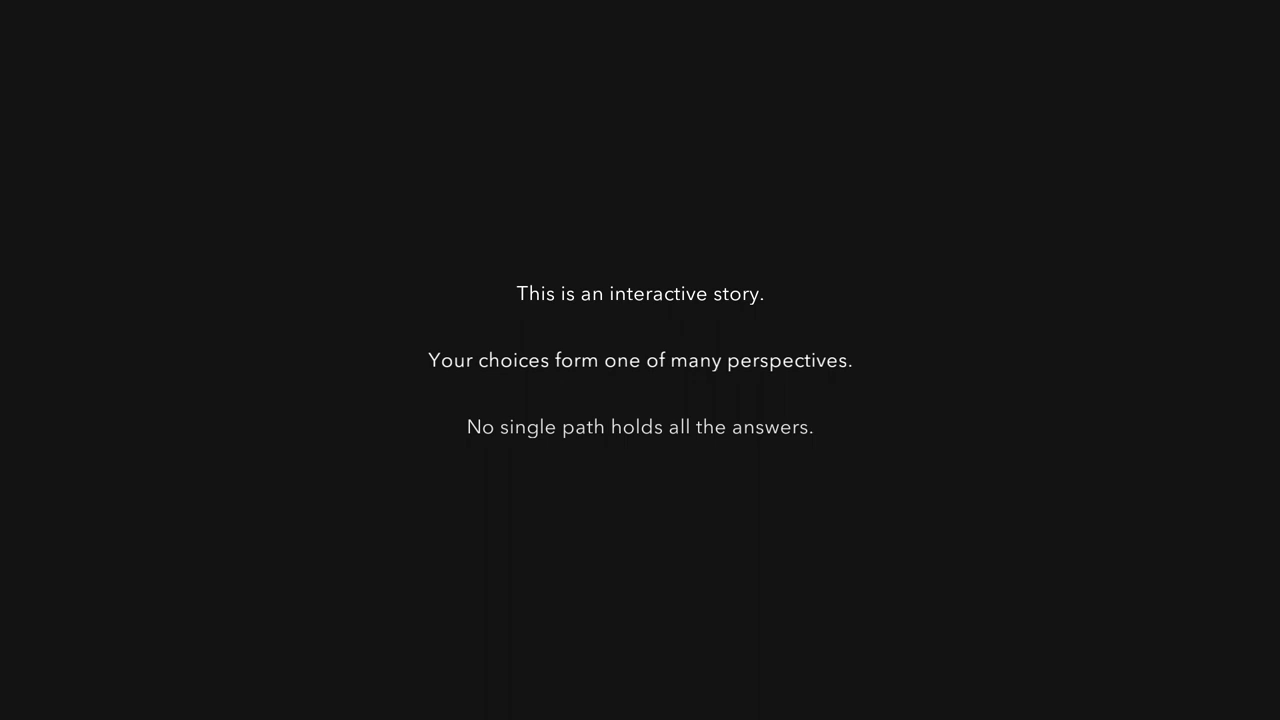 This is an interactive story.
Your choices form one of many perspectives.
No single path holds all the answers.